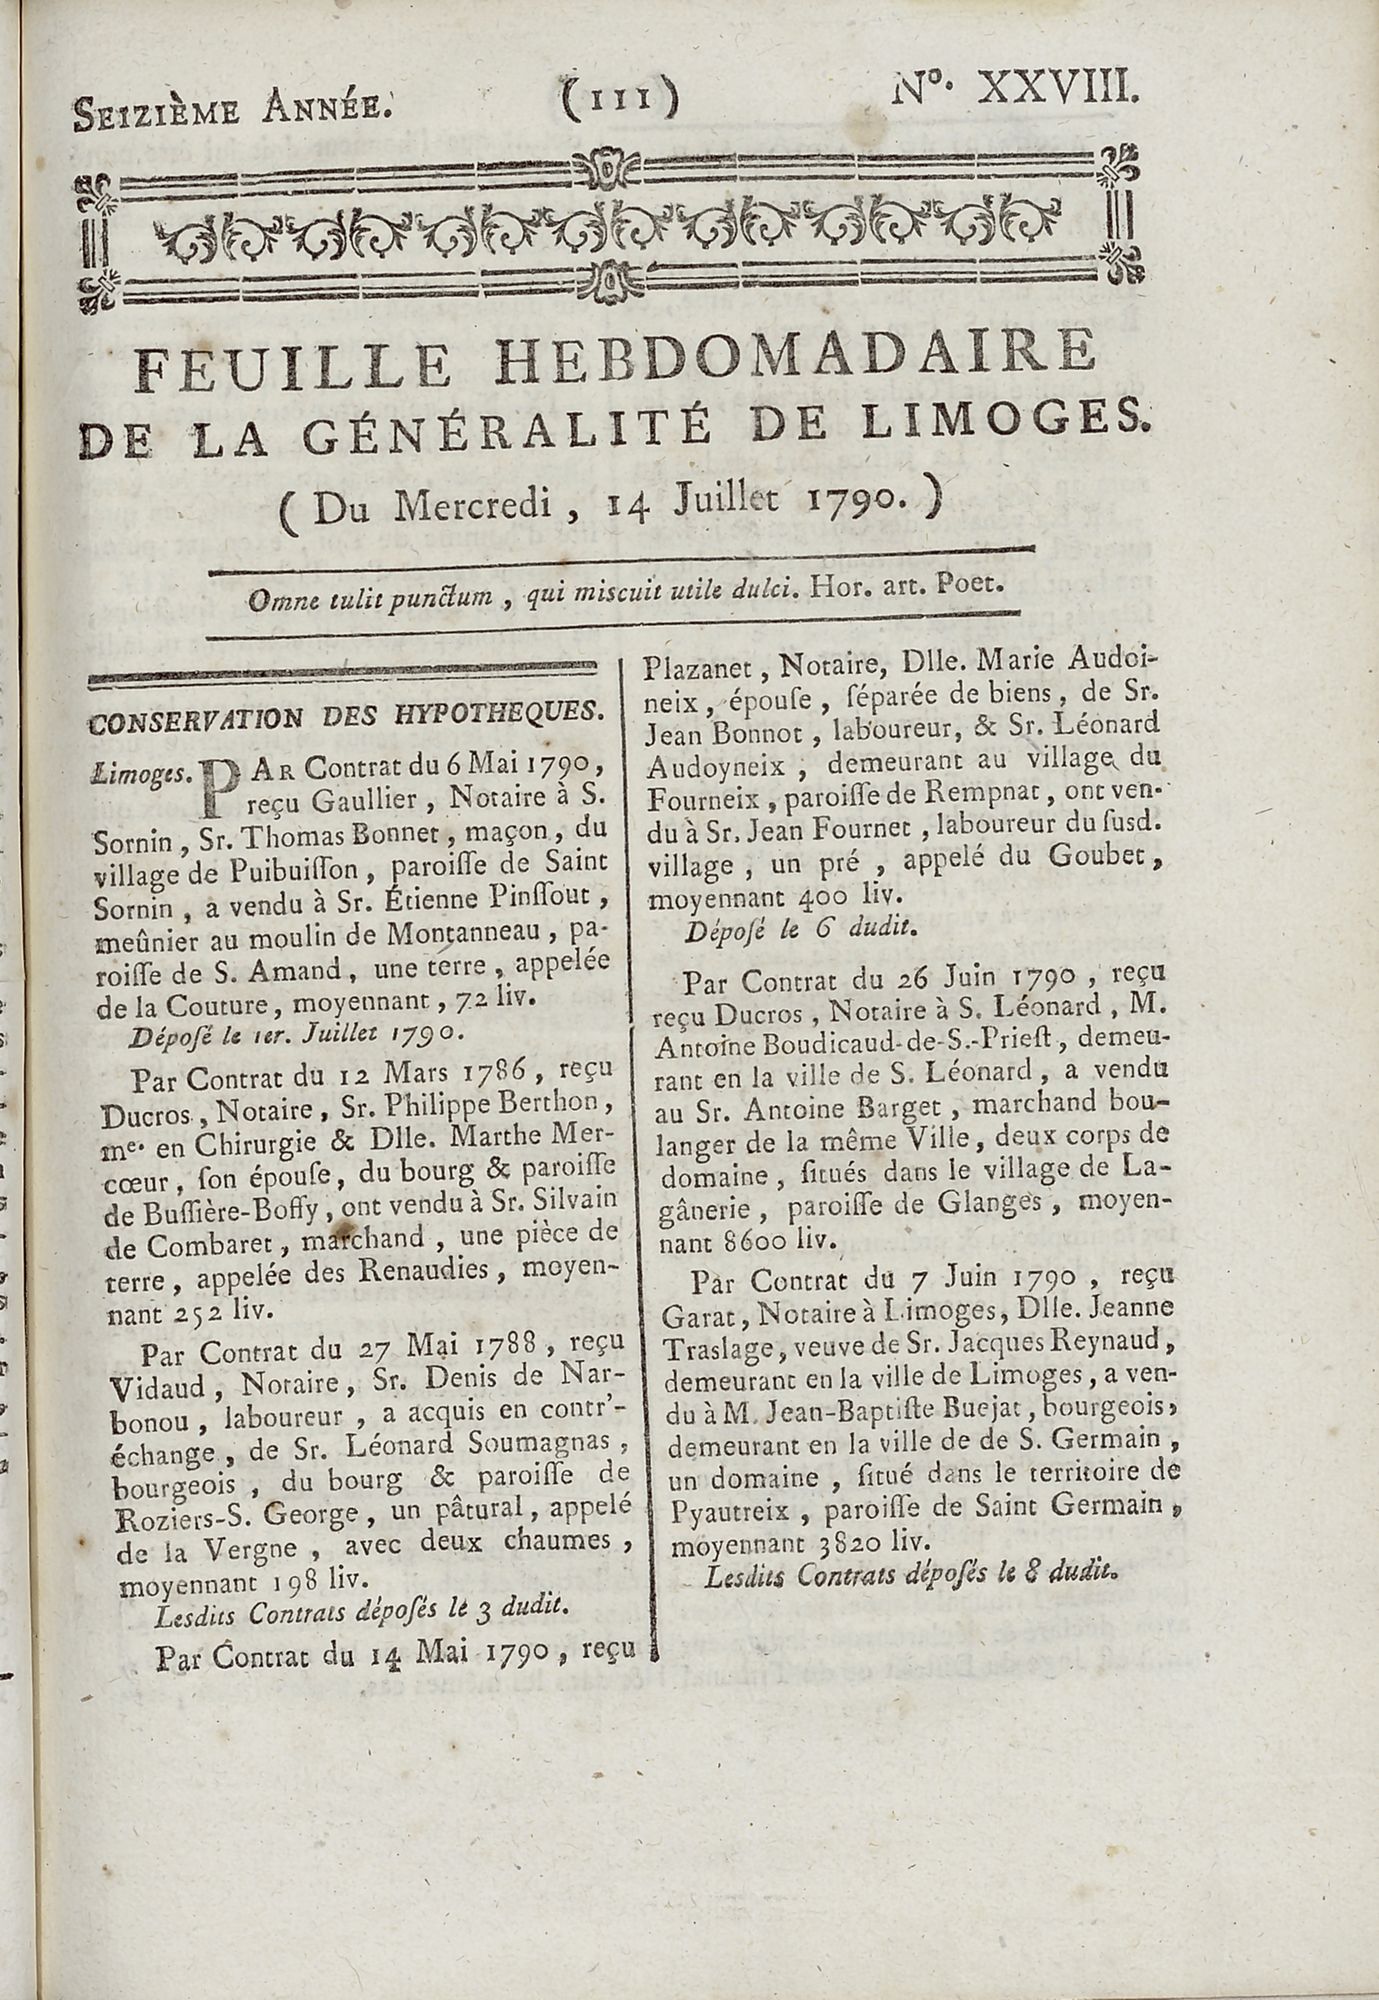 SEIZIÈME ANNÉE.
(111)
N°. XXVIII.
FEUILLE HEBDOMADAIRE
DE LA GÉNÉRALITÉ DE LIMOGES.
( Du Mercredi , 14 Juillet 1790. )
Omne tulit punctum , qui miscuit utile dulci. Hor. art. Poet.
CONSERVATION DES HYPOTHEQUES.
Limoges. PAR Contrat du 6 Mai 1790 ,
reçu Gaullier , Notaire à S.
Sornin , Sr. Thomas Bonnet , maçon , du
village de Puibuiſſon , paroiſſe de Saint
Sornin , a vendu à Sr. Étienne Pinſſout ,
meûnier au moulin de Montanneau , pa-
roiſſe de S. Amand , une terre , appelée
de la Couture , moyennant , 72 liv.
Dépoſé le 1er. Juillet 1790.
Par Contrat du 12 Mars 1786 , reçu
Ducros , Notaire , Sr. Philippe Berthon ,
me. en Chirurgie & Dlle. Marthe Mer-
cœur , ſon épouſe , du bourg & paroiſſe
de Buſſière-Boffy , ont vendu à Sr. Silvain
de Combaret , marchand , une pièce de
terre , appelée des Renaudies , moyen-
nant 252 liv.
Par Contrat du 27 Mai 1788 , reçu
Vidaud , Notaire , Sr. Denis de Nar-
bonou , laboureur , a acquis en contr'-
échange , de Sr. Léonard Soumagnas ,
bourgeois , du bourg & paroiſſe de
Roziers-S. George , un pâtural , appelé
de la Vergne , avec deux chaumes ,
moyennant 198 liv.
Lesdits Contrats dépoſés le 3 dudit.
Par Contrat du 14 Mai 1790 , reçu
Plazanet , Notaire, Dlle. Marie Audoi-
neix , épouſe , ſéparée de biens , de Sr.
Jean Bonnot , laboureur, & Sr. Léonard
Audoyneix , demeurant au village du
Fourneix , paroiſſe de Rempnat , ont ven-
du à Sr. Jean Fournet , laboureur du ſusd.
village , un pré , appelé du Goubet ,
moyennant 400 liv.
Dépoſé le 6 dudit.
Par Contrat du 26 Juin 1790 , reçu
reçu Ducros , Notaire à S. Léonard , M.
Antoine Boudicaud-de-S.-Prieſt , demeu-
rant en la ville de S. Léonard , a vendu
au Sr. Antoine Barget , marchand bou-
langer de la même Ville , deux corps de
domaine , ſitués dans le village de La-
gânerie , paroiſſe de Glanges , moyen-
nant 8600 liv.
Par Contrat du 7 Juin 1790 , reçu
Garat , Notaire à Limoges , Dlle. Jeanne
Traslage , veuve de Sr. Jacques Reynaud ,
demeurant en la ville de Limoges , a ven-
du à M. Jean-Baptiſte Buejat , bourgeois ,
demeurant en la ville de de S. Germain ,
un domaine , ſitué dans le territoire de
Pyautreix , paroiſſe de Saint Germain ,
moyennant 3820 liv.
Lesdits Contrats dépoſés le 8 dudit.